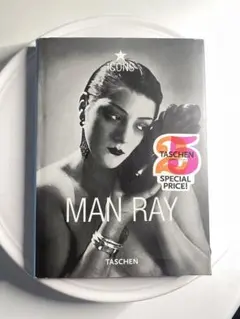 ICONS
25
TASCHEN
SPECIAL
PRICE!
MAN RAY
TASCHEN